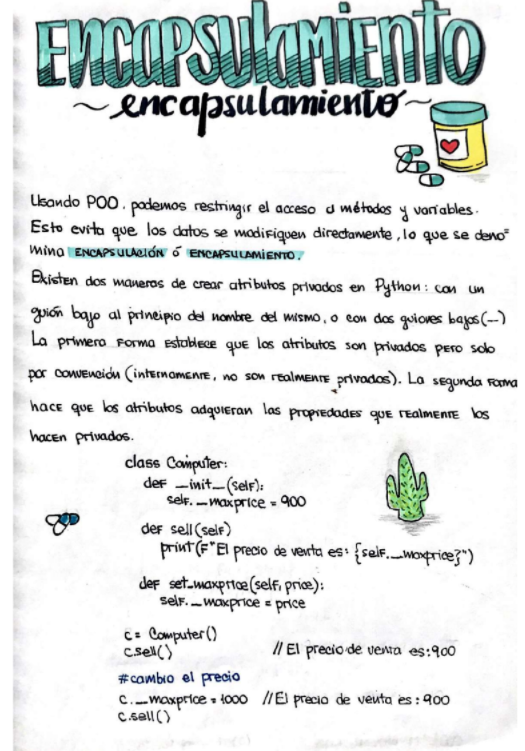 ENCAPSULAMIENTO
~encapsulamiento~
Usando POO, podemos restringir el acceso a métodos y variables.
Esto evita que los datos se modifiquen directamente, lo que se deno=
mina ENCAPSULACIÓN ó ENCAPSULAMIENTO.
Existen dos maneras de crear atributos privados en Python: con un
guión bajo al principio del nombre del mismo, o con dos guiones bajos(--)
La primera forma establece que los atributos son privados pero solo
por convención (internamente, no son realmente privados). La segunda forma
hace que los atributos adquieran las propiedades que realmente los
hacen privados.
class Computer:
def __init__(self):
self.__maxprice = 900
def sell(self)
print(F"El precio de venta es: {self.__maxprice}")
def set_maxprice(self, price):
self.__maxprice = price
c = Computer()
c.sell() //El precio de venta es:900
#cambio el precio
c.__maxprice = 1000 //El precio de venta es:900
c.sell()